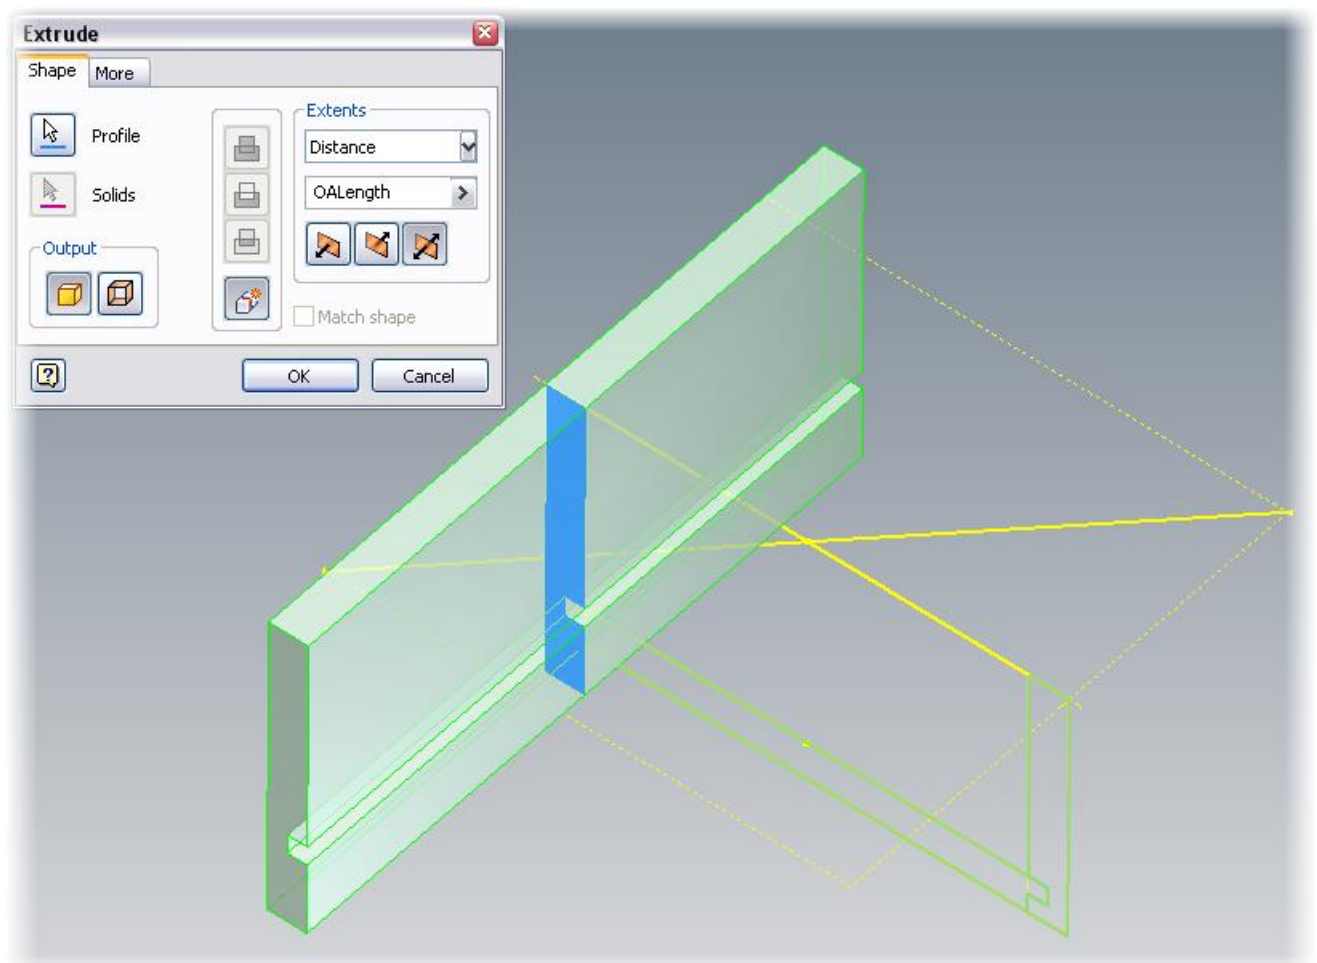 Extrude
Shape More
Profile
Solids
Output
Extents
Distance
OALength
Match shape
OK Cancel